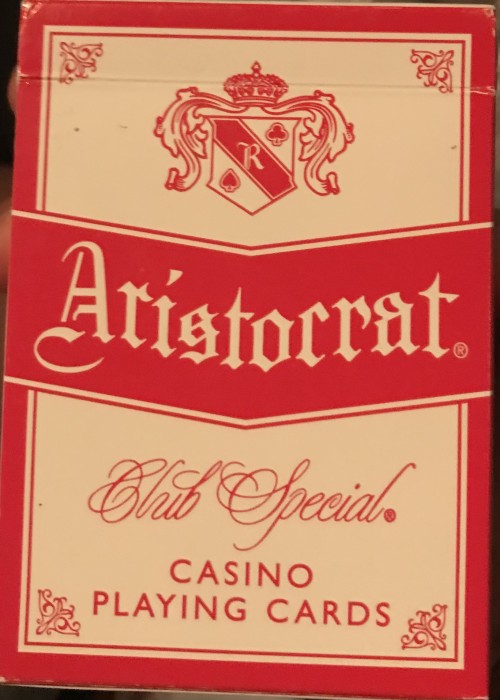 R
Aristocrat®
Club Special®
CASINO
PLAYING CARDS